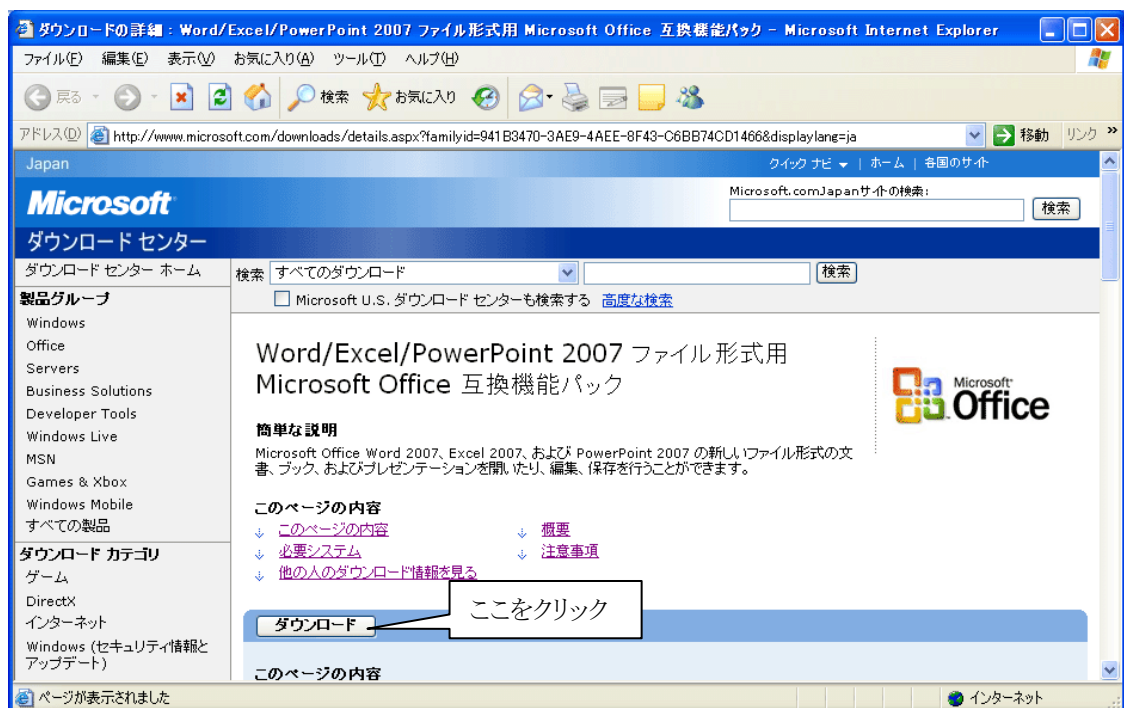 ダウンロードの詳細 : Word/Excel/PowerPoint 2007 ファイル形式用 Microsoft Office 互換機能パック - Microsoft Internet Explorer
ファイル(F) 編集(E) 表示(V) お気に入り(A) ツール(T) ヘルプ(H)
戻る 検索 お気に入り
アドレス(D) http://www.microsoft.com/downloads/details.aspx?familyid=941B3470-3AE9-4AEE-8F43-C6BB74CD1466&displaylang=ja 移動 リンク »
Japan クイック ナビ | ホーム | 各国のサイト
Microsoft Microsoft.comJapanサイトの検索:
検索
ダウンロード センター
ダウンロード センター ホーム
検索 すべてのダウンロード 検索
Microsoft U.S. ダウンロード センターも検索する 高度な検索
製品グループ
Windows
Office
Servers
Business Solutions
Developer Tools
Windows Live
MSN
Games & Xbox
Windows Mobile
すべての製品
ダウンロード カテゴリ
ゲーム
DirectX
インターネット
Windows (セキュリティ情報と
アップデート)
Word/Excel/PowerPoint 2007 ファイル形式用
Microsoft Office 互換機能パック
Microsoft
Office
簡単な説明
Microsoft Office Word 2007、Excel 2007、および PowerPoint 2007 の新しいファイル形式の文
書、ブック、およびプレゼンテーションを開いたり、編集、保存を行うことができます。
このページの内容
このページの内容 概要
必要システム 注意事項
他の人のダウンロード情報を見る
ここをクリック
ダウンロード
このページの内容
ページが表示されました インターネット